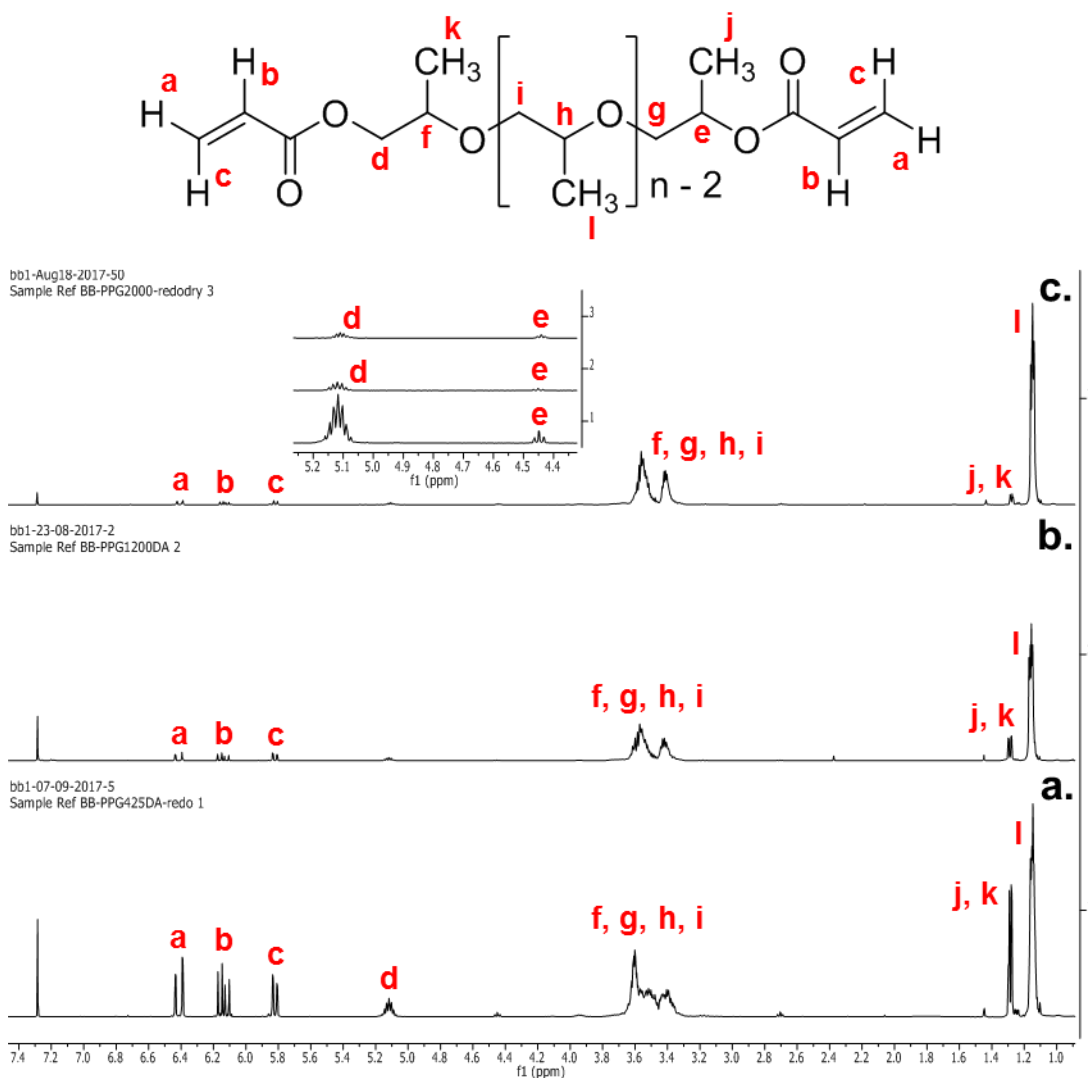 k
j
CH₃
CH₃
a
b
H
H
O
i
h
g
O
c
H
H
O
O
O
f
d
e
O
H
a
c
H
O
CH₃
n - 2
b
H
l
bb1-Aug18-2017-50
Sample Ref BB-PPG2000-redodry 3
c.
d
e
3
d
e
2
e
1
5.2 5.1 5.0 4.9 4.8 4.7 4.6 4.5 4.4
f1 (ppm)
a
b
c
f, g, h, i
j, k
l
bb1-23-08-2017-2
Sample Ref BB-PPG1200DA 2
b.
a
b
c
f, g, h, i
j, k
l
bb1-07-09-2017-5
Sample Ref BB-PPG425DA-redo 1
a.
a
b
c
d
f, g, h, i
j, k
l
7.4 7.2 7.0 6.8 6.6 6.4 6.2 6.0 5.8 5.6 5.4 5.2 5.0 4.8 4.6 4.4 4.2 4.0 3.8 3.6 3.4 3.2 3.0 2.8 2.6 2.4 2.2 2.0 1.8 1.6 1.4 1.2 1.0
f1 (ppm)